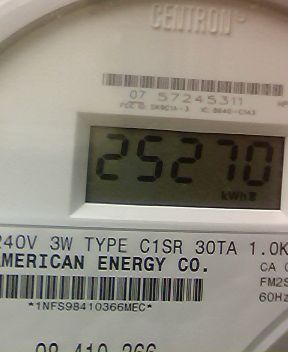 CENTRON®
07 57245311
25270
kWh
240V 3W TYPE C1SR 30TA 1.0K
AMERICAN ENERGY CO.
CA
FM2S
60Hz
*1NFS98410366MEC*
98 410 366